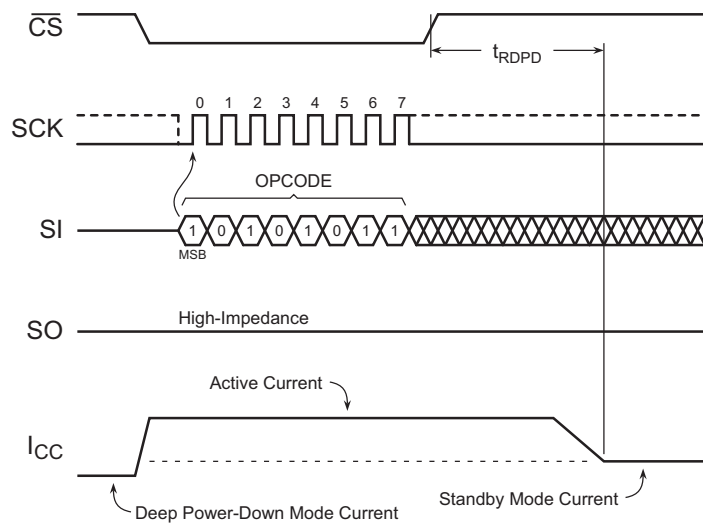 CS
tRDPD
0 1 2 3 4 5 6 7
SCK
OPCODE
SI
1 0 1 0 1 0 1 1
MSB
High-Impedance
SO
Active Current
ICC
Standby Mode Current
Deep Power-Down Mode Current